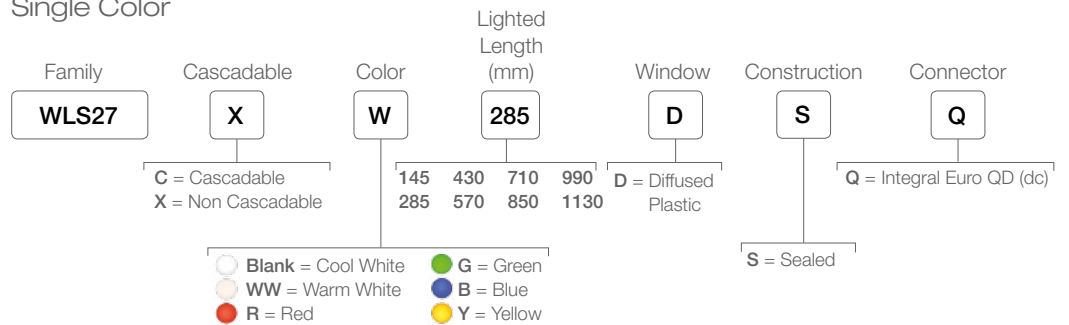 Single Color
Family
Cascadable
Color
Lighted
Length
(mm)
Window
Construction
Connector
WLS27
X
W
285
D
S
Q
C = Cascadable
X = Non Cascadable
145 430 710 990
285 570 850 1130
D = Diffused
Plastic
Q = Integral Euro QD (dc)
S = Sealed
Blank = Cool White
WW = Warm White
R = Red
G = Green
B = Blue
Y = Yellow